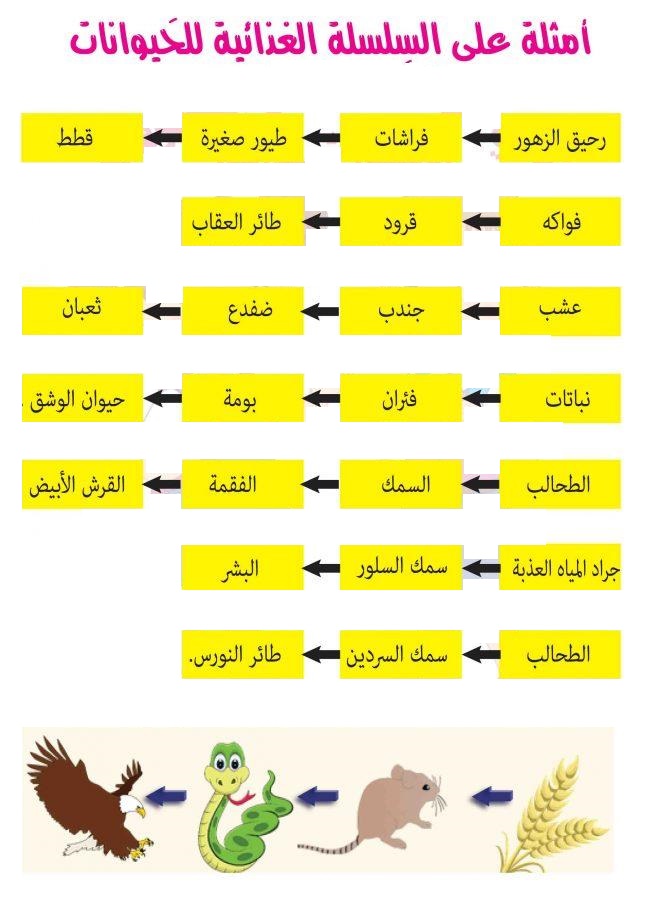 أمثلة على السِلسلة الغذائية للحَيوانات
رحيق الزهور فراشات طيور صغيرة قطط
فواكه قرود طائر العقاب
عشب جندب ضفدع ثعبان
نباتات فئران بومة حيوان الوشق .
الطحالب السمك الفقمة القرش الأبيض
جراد المياه العذبة سمك السلور البشر
الطحالب سمك السردين طائر النورس.